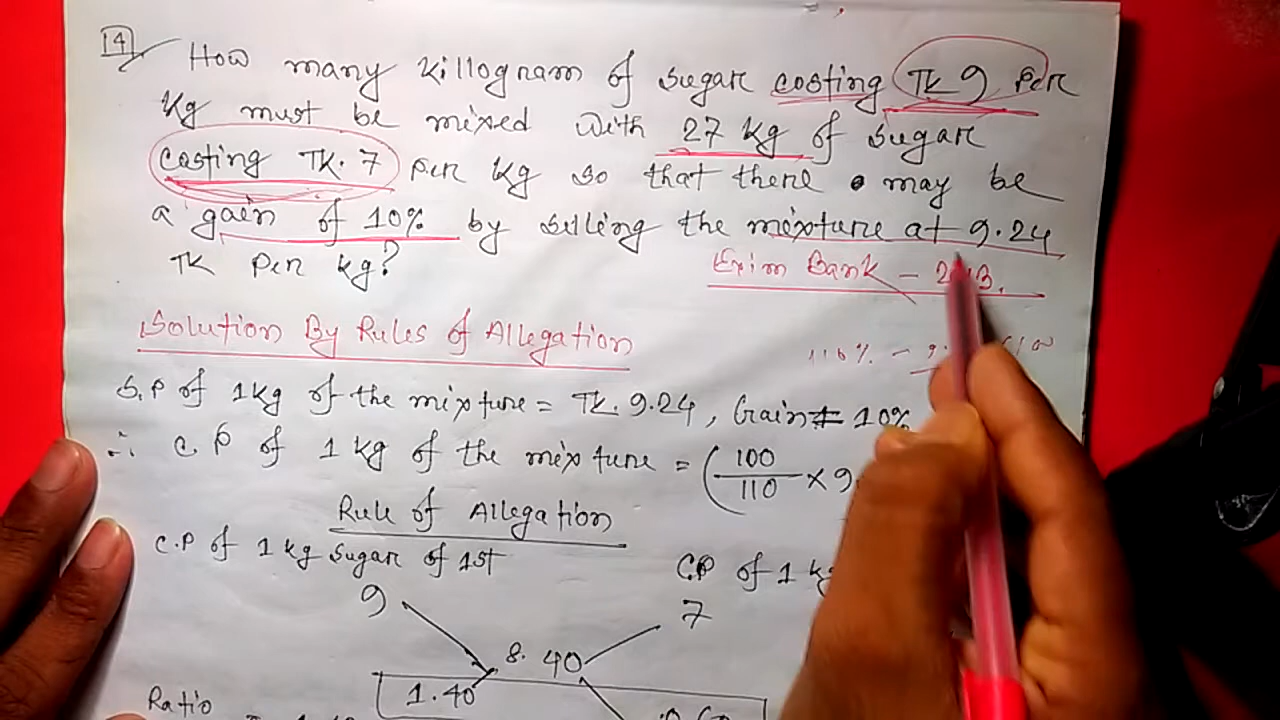 14
How many killogram of sugar costing TK 9 Per
Kg must be mixed with 27 kg of sugar
costing TK. 7 per kg so that there may be
a gain of 10% by silling the mixture at 9.24
TK Per kg?
Exim Bank -
Solution By Rules of Allegation
110% -
S.P of 1kg of the mixture = TK. 9.24, Gain = 10%
∴ C.P of 1 kg of the mixture = (100/110 × 9.
Rule of Allegation
C.P of 1 kg sugar of 1st
C.P of 1 kg
9
7
8.40
1.40
Ratio